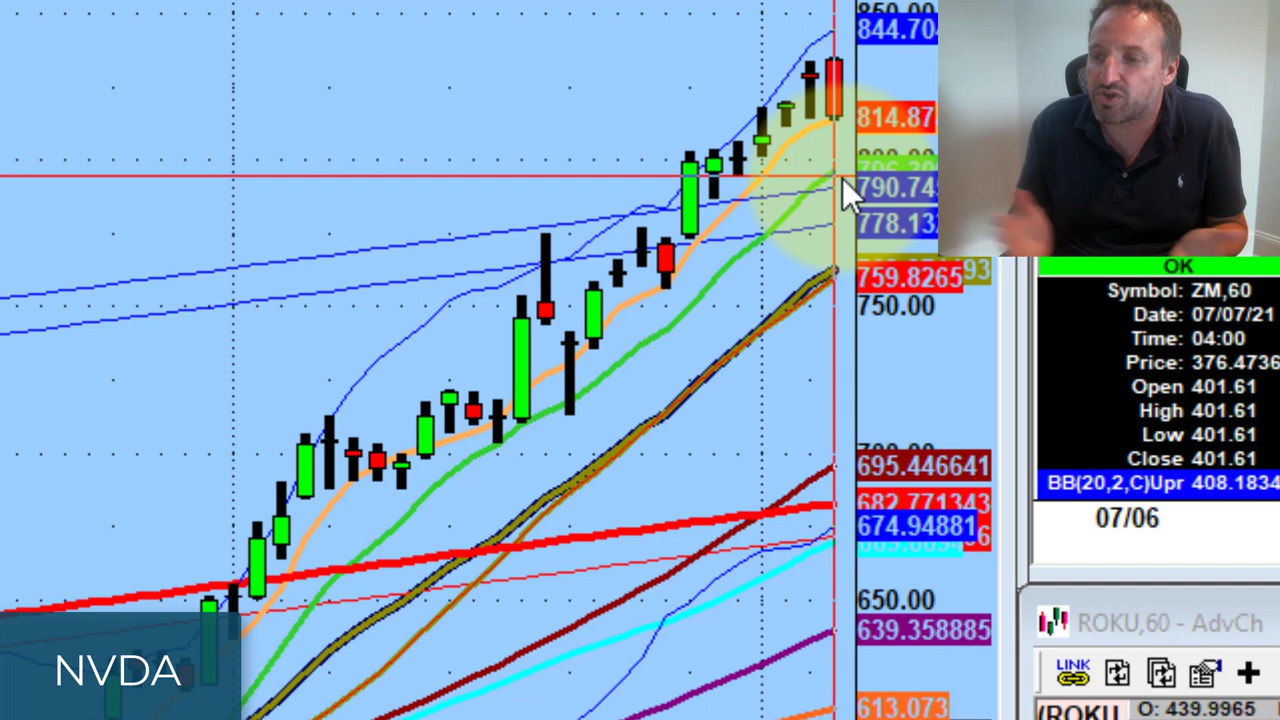 850.00
844.70
814.87
790.74
778.13
759.8265
93
750.00
695.446641
682.771343
674.94881
650.00
639.358885
613.073
OK
Symbol: ZM,60
Date: 07/07/21
Time: 04:00
Price: 376.4736
Open 401.61
High 401.61
Low 401.61
Close 401.61
BB(20,2,C)Upr 408.1834
07/06
ROKU,60 - AdvCh
LINK
(ROKU
O: 439.9965
NVDA